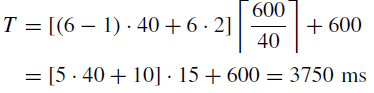 T = [(6 − 1) · 40 + 6 · 2] ⌈600/40⌉ + 600
= [5 · 40 + 10] · 15 + 600 = 3750 ms